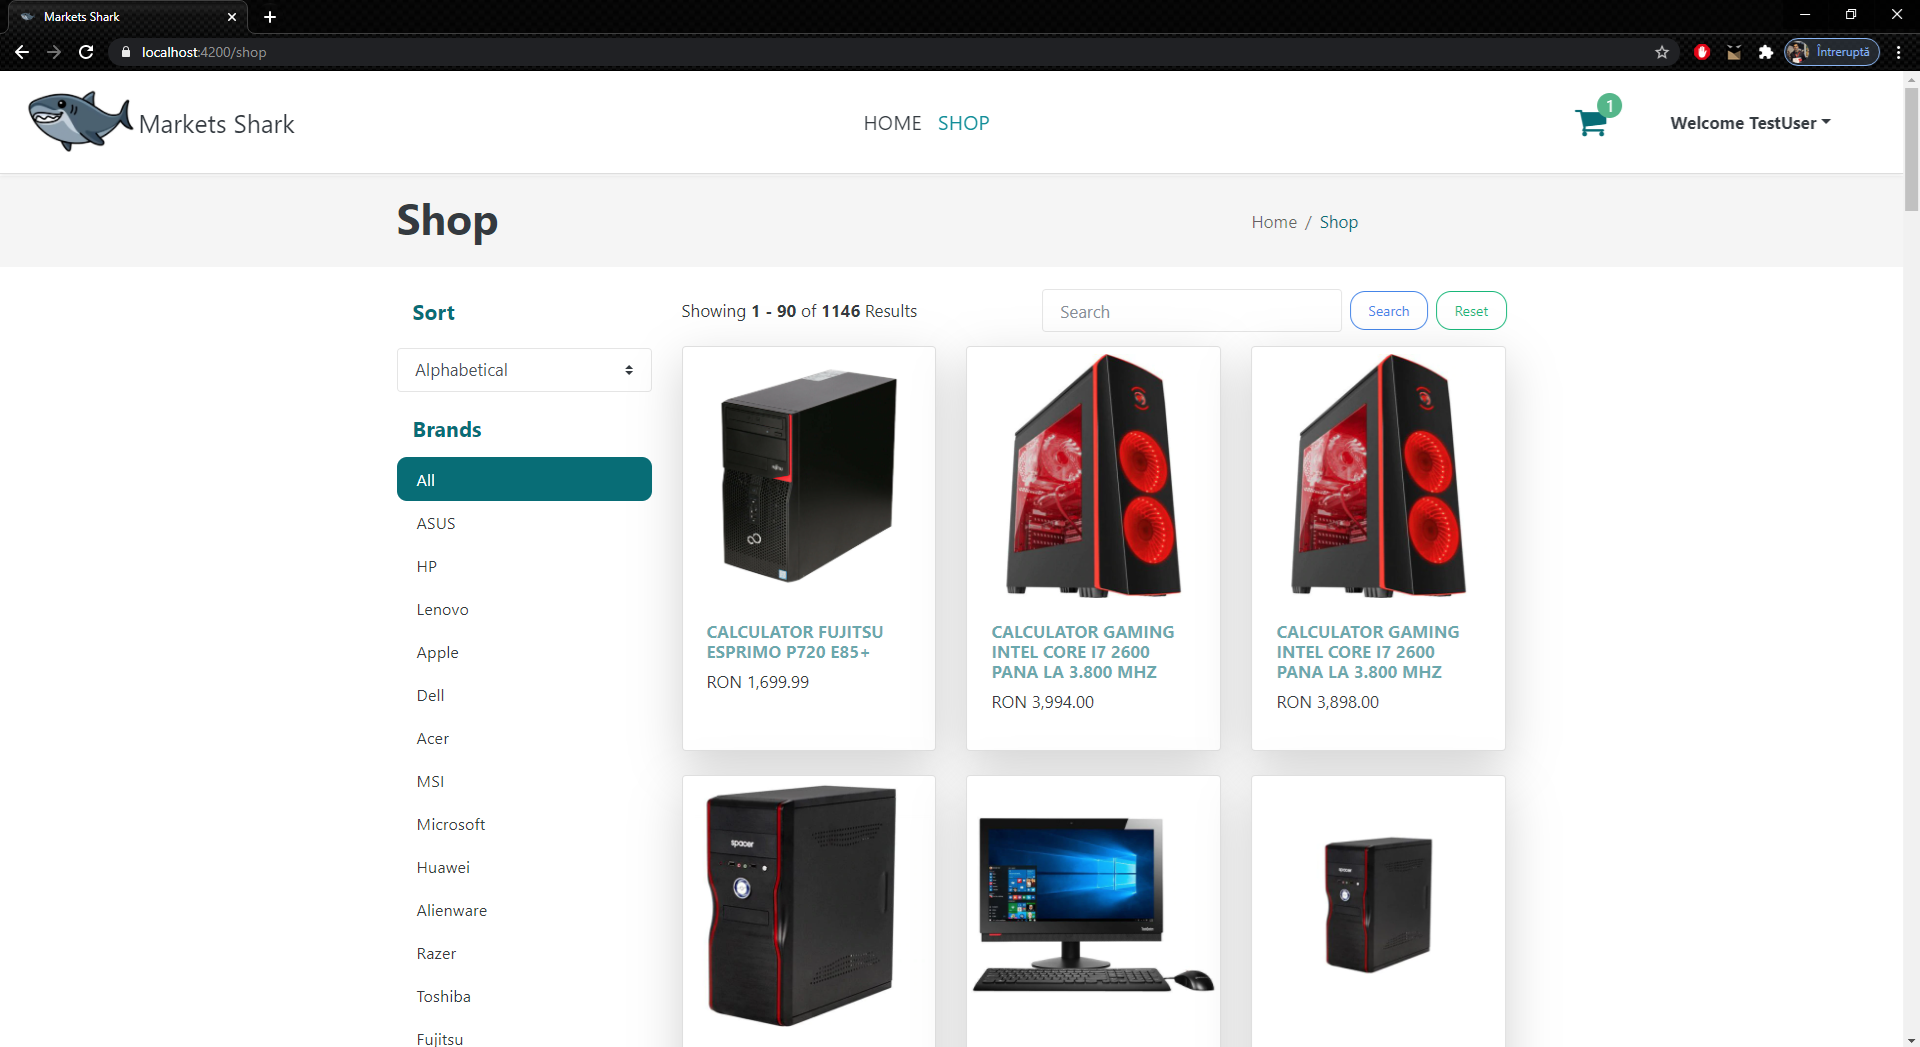 Markets Shark
localhost:4200/shop
Întreruptă
Markets Shark
HOME SHOP
1
Welcome TestUser
Shop
Home / Shop
Sort
Alphabetical
Brands
All
ASUS
HP
Lenovo
Apple
Dell
Acer
MSI
Microsoft
Huawei
Alienware
Razer
Toshiba
Fujitsu
Showing 1 - 90 of 1146 Results
Search
Search
Reset
CALCULATOR FUJITSU
ESPRIMO P720 E85+
RON 1,699.99
CALCULATOR GAMING
INTEL CORE I7 2600
PANA LA 3.800 MHZ
RON 3,994.00
CALCULATOR GAMING
INTEL CORE I7 2600
PANA LA 3.800 MHZ
RON 3,898.00
spacer
spacer